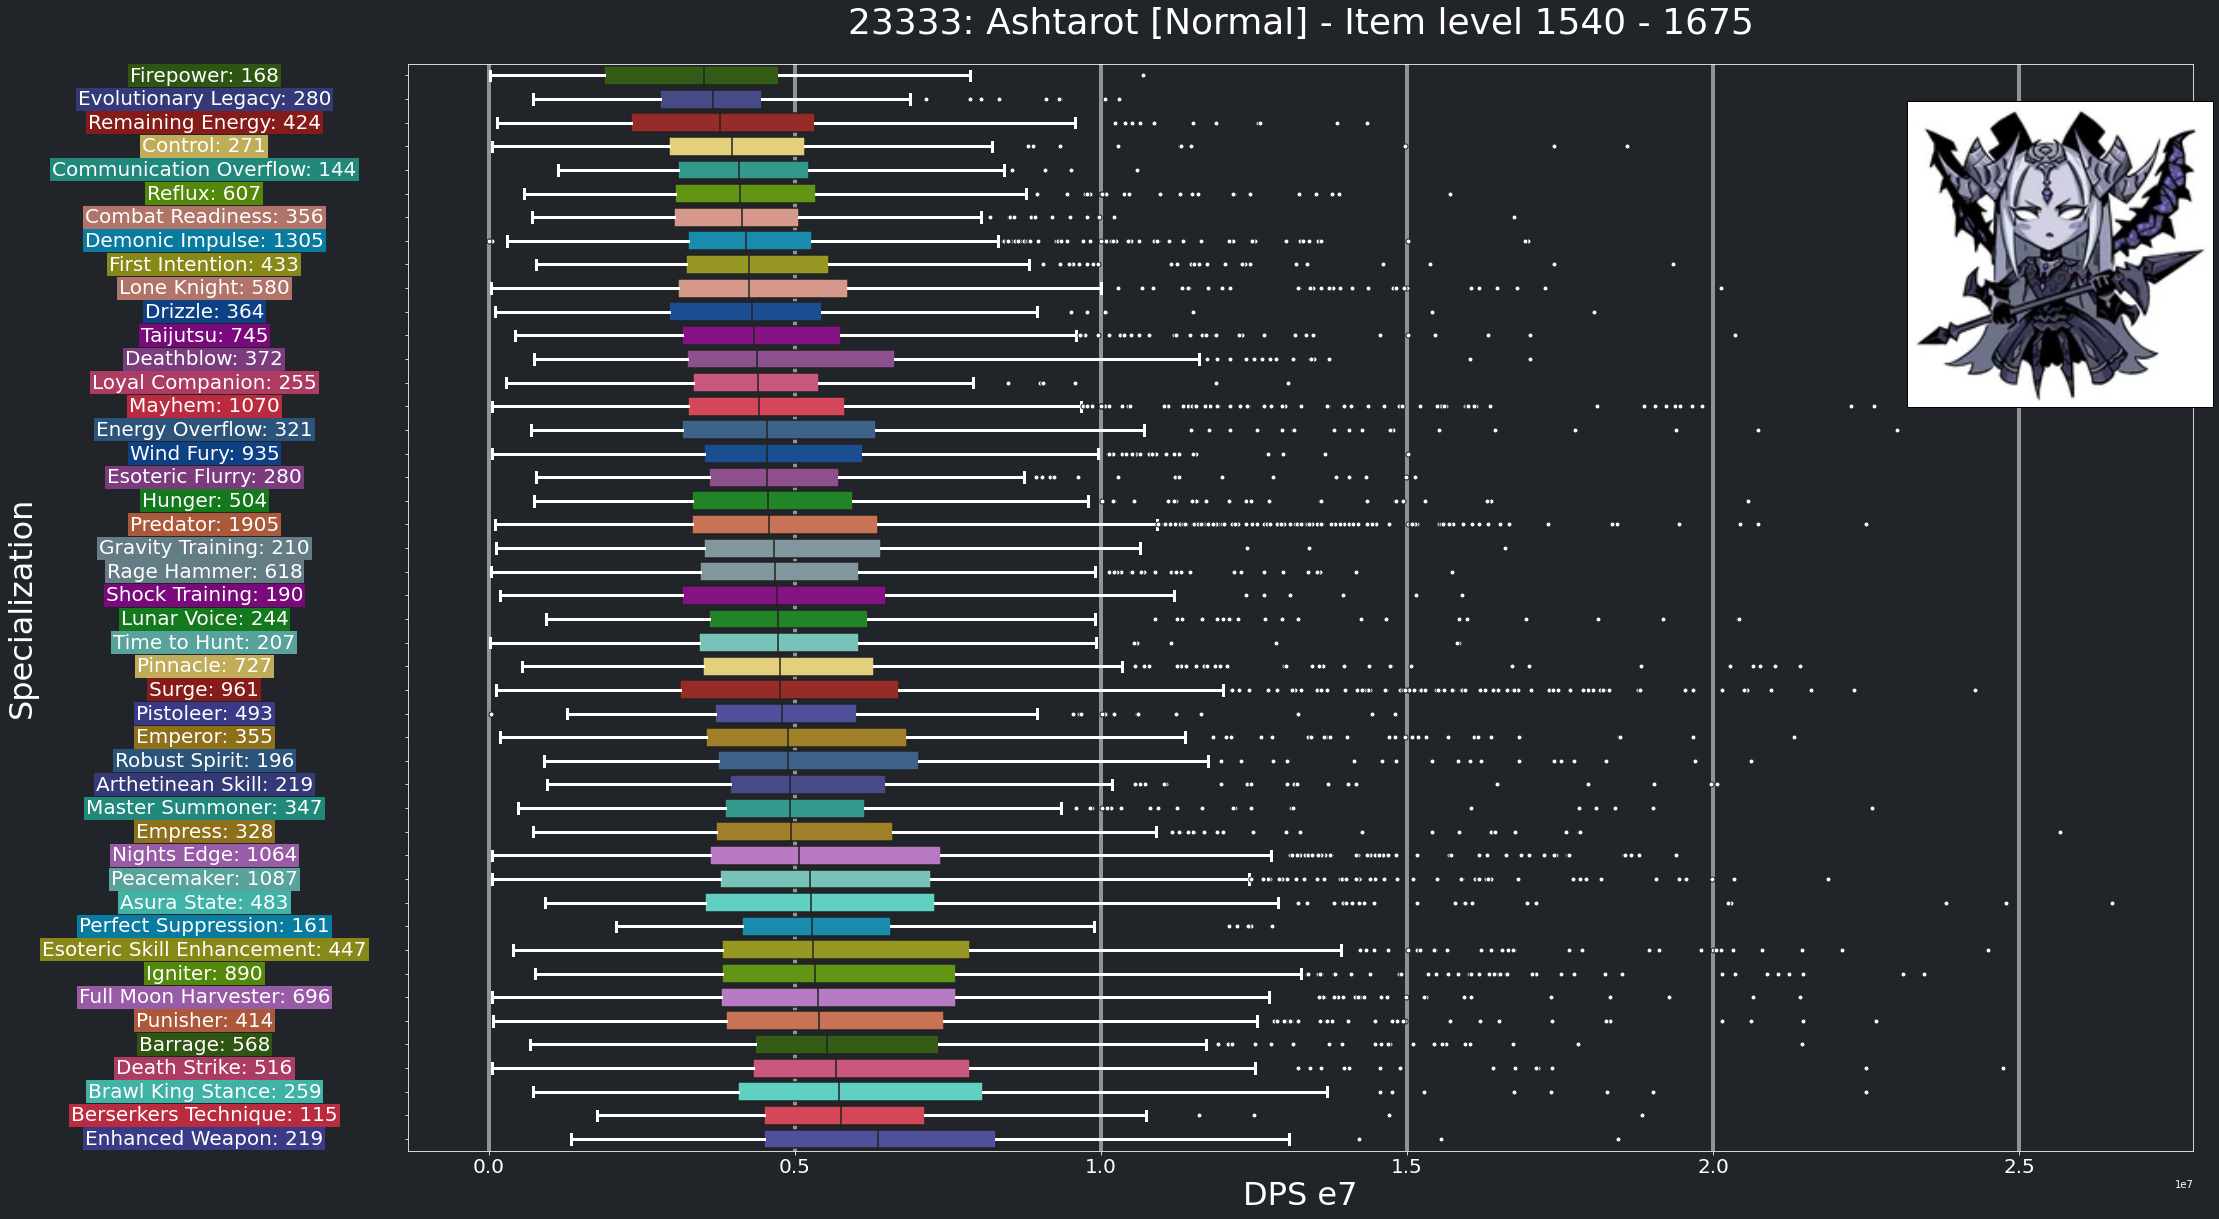 23333: Ashtarot [Normal] - Item level 1540 - 1675
Specialization
Firepower: 168
Evolutionary Legacy: 280
Remaining Energy: 424
Control: 271
Communication Overflow: 144
Reflux: 607
Combat Readiness: 356
Demonic Impulse: 1305
First Intention: 433
Lone Knight: 580
Drizzle: 364
Taijutsu: 745
Deathblow: 372
Loyal Companion: 255
Mayhem: 1070
Energy Overflow: 321
Wind Fury: 935
Esoteric Flurry: 280
Hunger: 504
Predator: 1905
Gravity Training: 210
Rage Hammer: 618
Shock Training: 190
Lunar Voice: 244
Time to Hunt: 207
Pinnacle: 727
Surge: 961
Pistoleer: 493
Emperor: 355
Robust Spirit: 196
Arthetinean Skill: 219
Master Summoner: 347
Empress: 328
Nights Edge: 1064
Peacemaker: 1087
Asura State: 483
Perfect Suppression: 161
Esoteric Skill Enhancement: 447
Igniter: 890
Full Moon Harvester: 696
Punisher: 414
Barrage: 568
Death Strike: 516
Brawl King Stance: 259
Berserkers Technique: 115
Enhanced Weapon: 219
0.0 0.5 1.0 1.5 2.0 2.5
DPS e7
1e7